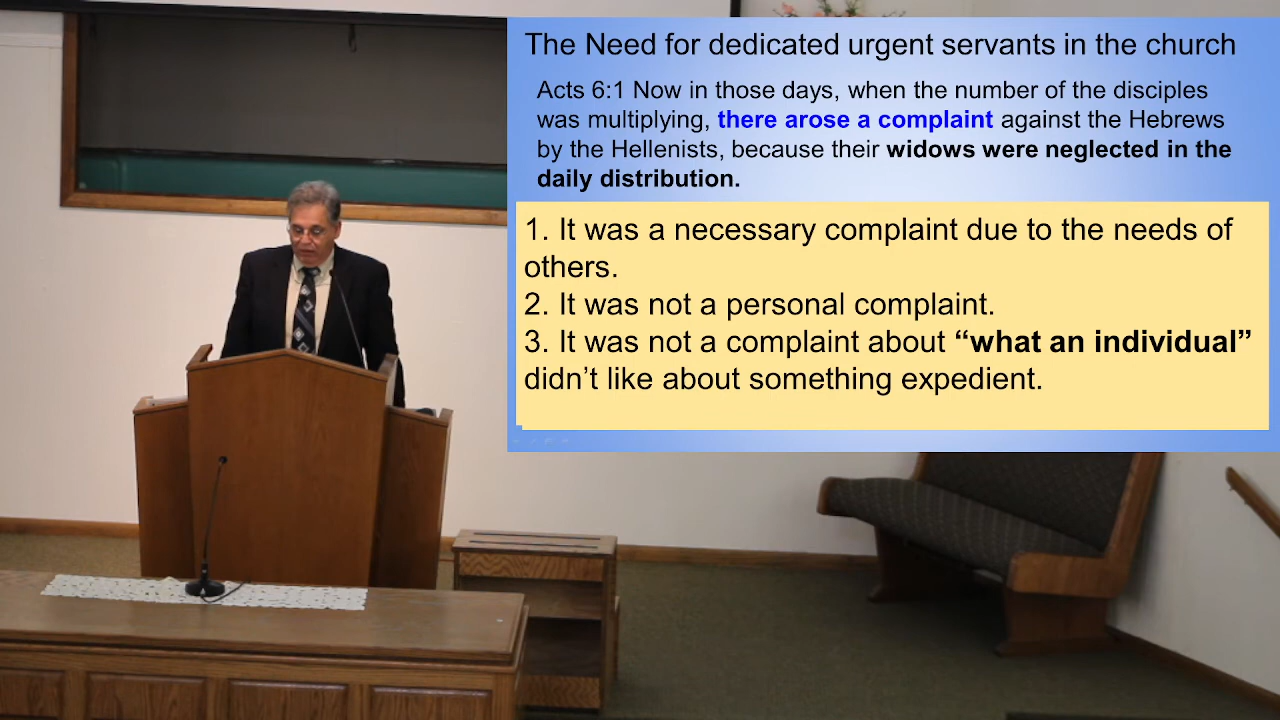 The Need for dedicated urgent servants in the church
Acts 6:1 Now in those days, when the number of the disciples
was multiplying, there arose a complaint against the Hebrews
by the Hellenists, because their widows were neglected in the
daily distribution.
1. It was a necessary complaint due to the needs of
others.
2. It was not a personal complaint.
3. It was not a complaint about “what an individual”
didn’t like about something expedient.